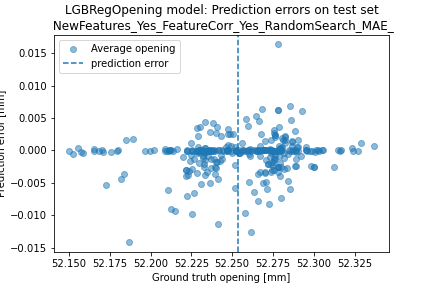 LGBRegOpening model: Prediction errors on test set
NewFeatures_Yes_FeatureCorr_Yes_RandomSearch_MAE_
Average opening
prediction error
0.015
0.010
0.005
0.000
−0.005
−0.010
−0.015
Prediction error [mm]
52.150 52.175 52.200 52.225 52.250 52.275 52.300 52.325
Ground truth opening [mm]